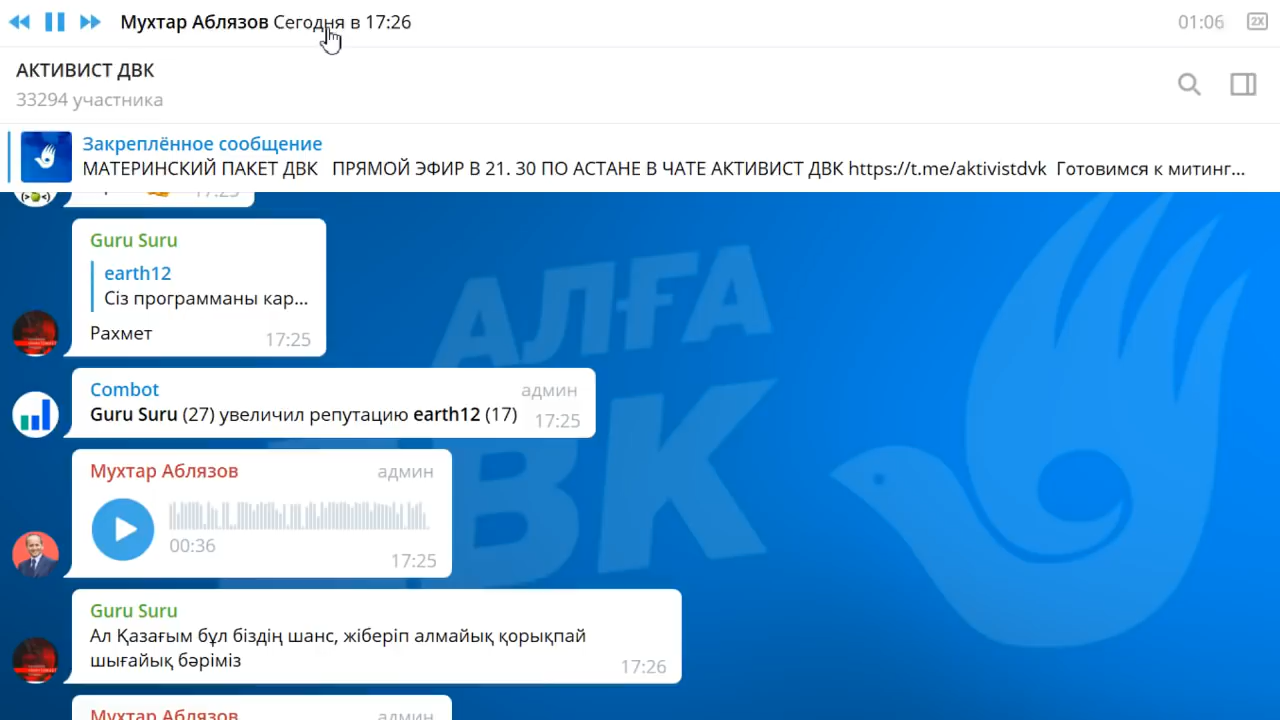 Мухтар Аблязов Сегодня в 17:26
01:06
2X
АКТИВИСТ ДВК
33294 участника
Закреплённое сообщение
МАТЕРИНСКИЙ ПАКЕТ ДВК ПРЯМОЙ ЭФИР В 21. 30 ПО АСТАНЕ В ЧАТЕ АКТИВИСТ ДВК https://t.me/aktivistdvk Готовимся к митинг...
17:25
Guru Suru
earth12
Сіз программаны кар...
Рахмет
17:25
Combot
админ
Guru Suru (27) увеличил репутацию earth12 (17)
17:25
Мухтар Аблязов
админ
00:36
17:25
Guru Suru
Ал Қазағым бұл біздің шанс, жіберіп алмайық қорықпай
шығайық бәріміз
17:26
Мухтар Аблязов
админ
АЛҒА
ДВК